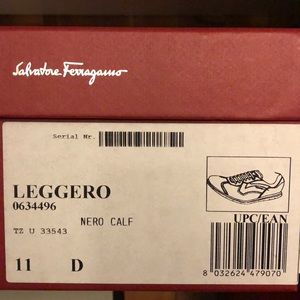 Salvatore Ferragamo
Serial Nr.
LEGGERO
0634496
NERO CALF
TZ U 33543
UPC/EAN
11 D
8 032624 479070